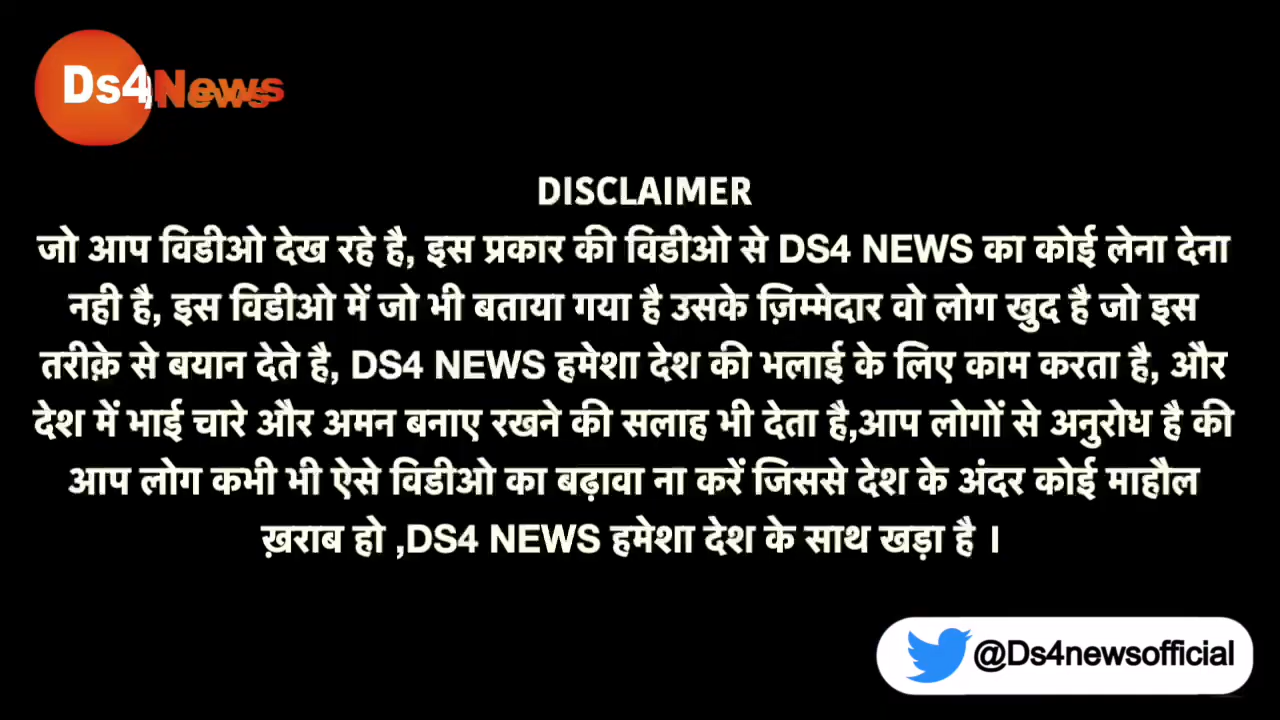 Ds4News
DISCLAIMER
जो आप विडीओ देख रहे है, इस प्रकार की विडीओ से DS4 NEWS का कोई लेना देना
नही है, इस विडीओ में जो भी बताया गया है उसके ज़िम्मेदार वो लोग खुद है जो इस
तरीक़े से बयान देते है, DS4 NEWS हमेशा देश की भलाई के लिए काम करता है, और
देश में भाई चारे और अमन बनाए रखने की सलाह भी देता है,आप लोगों से अनुरोध है की
आप लोग कभी भी ऐसे विडीओ का बढ़ावा ना करें जिससे देश के अंदर कोई माहौल
ख़राब हो ,DS4 NEWS हमेशा देश के साथ खड़ा है ।
@Ds4newsofficial